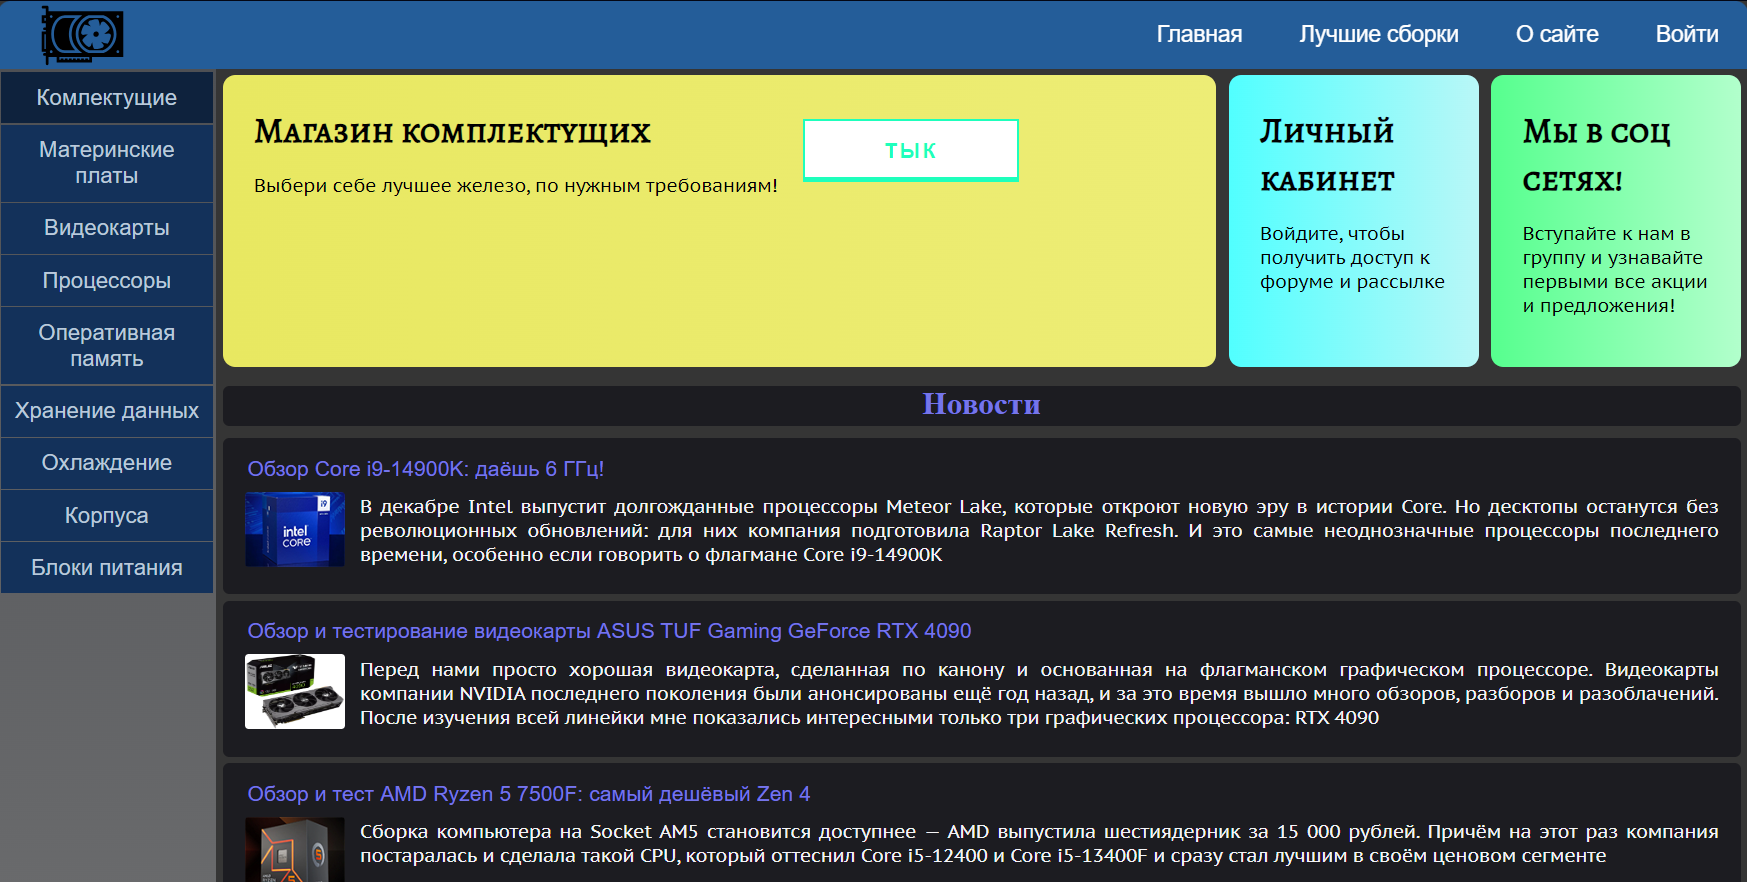 Главная
Лучшие сборки
О сайте
Войти
Комлектущие
Материнские
платы
Видеокарты
Процессоры
Оперативная
память
Хранение данных
Охлаждение
Корпуса
Блоки питания
Магазин комплектущих
Выбери себе лучшее железо, по нужным требованиям!
ТЫК
Личный
кабинет
Войдите, чтобы
получить доступ к
форуме и рассылке
Мы в соц
сетях!
Вступайте к нам в
группу и узнавайте
первыми все акции
и предложения!
Новости
Обзор Core i9-14900K: даёшь 6 ГГц!
i9
intel
CORE
В декабре Intel выпустит долгожданные процессоры Meteor Lake, которые откроют новую эру в истории Core. Но десктопы останутся без
революционных обновлений: для них компания подготовила Raptor Lake Refresh. И это самые неоднозначные процессоры последнего
времени, особенно если говорить о флагмане Core i9-14900K
Обзор и тестирование видеокарты ASUS TUF Gaming GeForce RTX 4090
Перед нами просто хорошая видеокарта, сделанная по канону и основанная на флагманском графическом процессоре. Видеокарты
компании NVIDIA последнего поколения были анонсированы ещё год назад, и за это время вышло много обзоров, разборов и разоблачений.
После изучения всей линейки мне показались интересными только три графических процессора: RTX 4090
Обзор и тест AMD Ryzen 5 7500F: самый дешёвый Zen 4
5
Сборка компьютера на Socket AM5 становится доступнее — AMD выпустила шестиядерник за 15 000 рублей. Причём на этот раз компания
постаралась и сделала такой CPU, который оттеснил Core i5-12400 и Core i5-13400F и сразу стал лучшим в своём ценовом сегменте